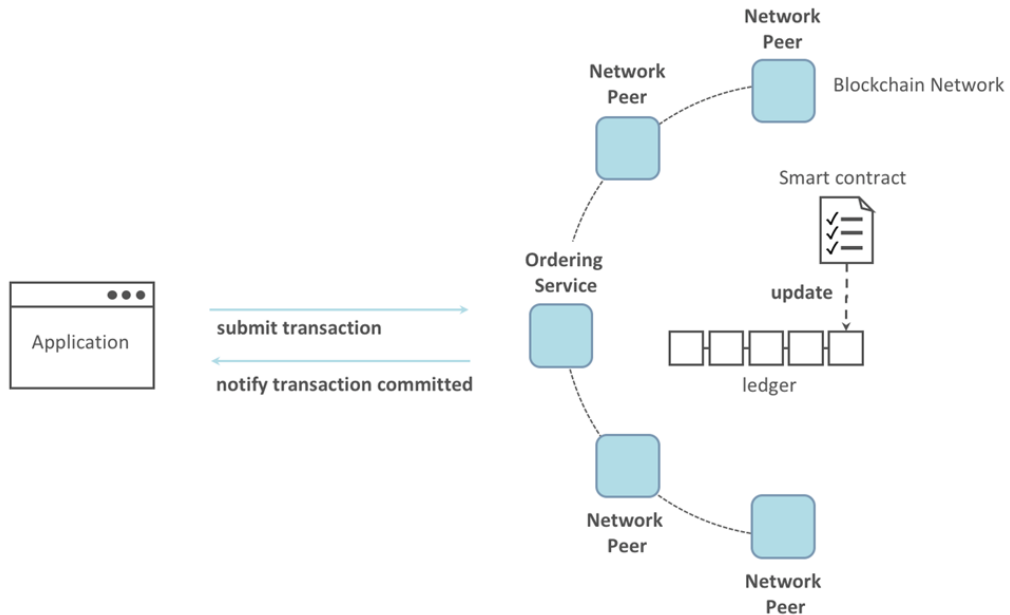 Network
Peer
Network
Peer
Blockchain Network
Smart contract
Ordering
Service
update
Application
submit transaction
notify transaction committed
ledger
Network
Peer
Network
Peer